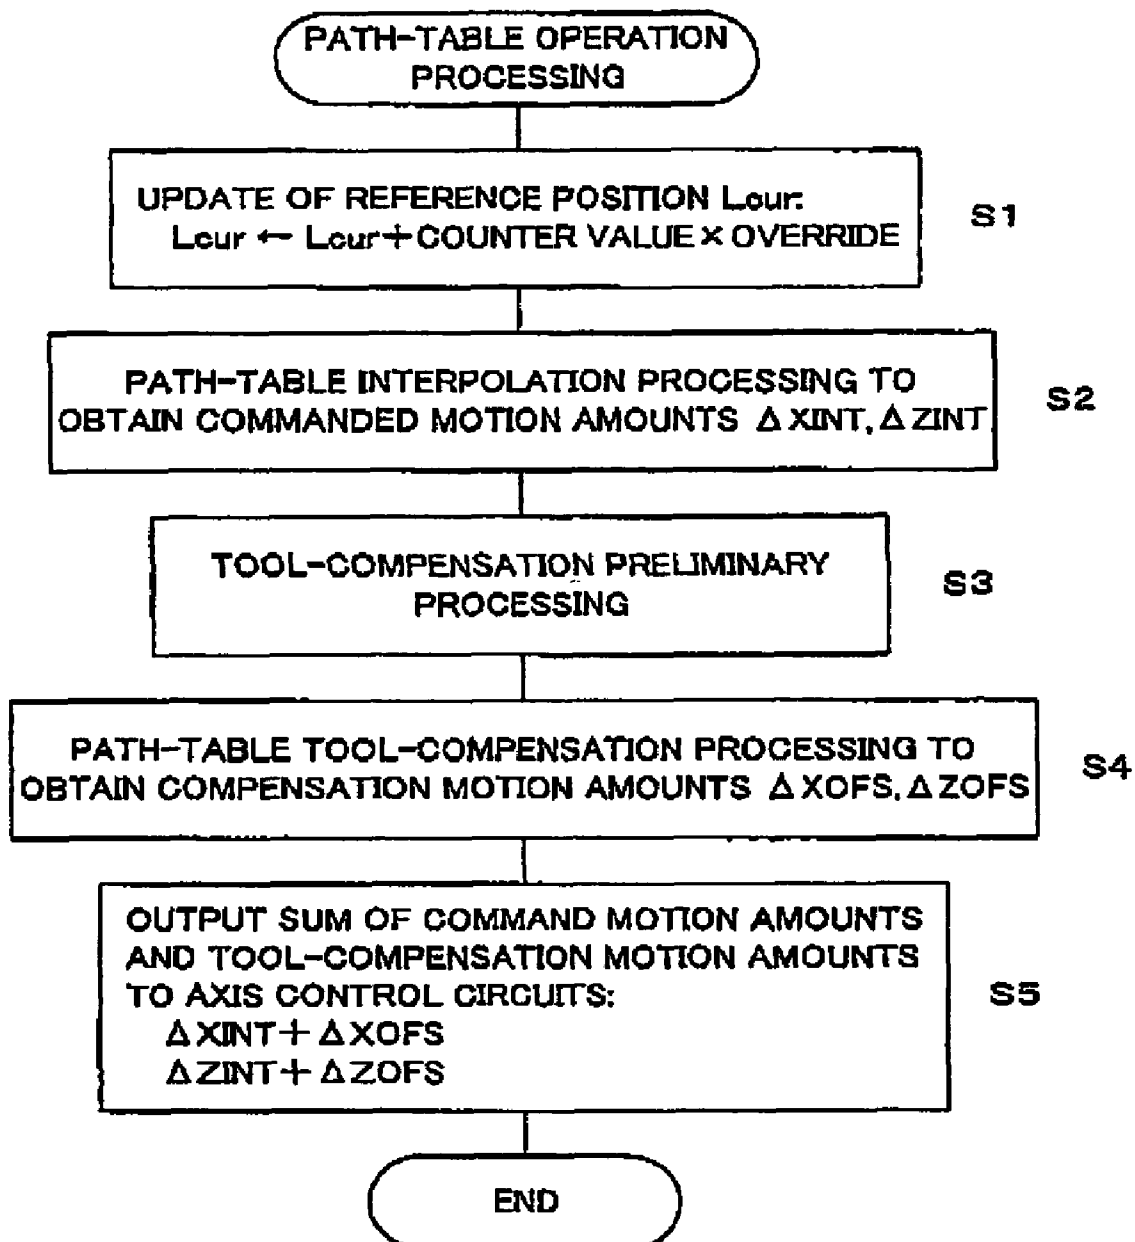 PATH-TABLE OPERATION
PROCESSING
UPDATE OF REFERENCE POSITION Lcur:
Lcur ← Lcur+COUNTER VALUE×OVERRIDE
S1
PATH-TABLE INTERPOLATION PROCESSING TO
OBTAIN COMMANDED MOTION AMOUNTS ΔXINT, ΔZINT
S2
TOOL-COMPENSATION PRELIMINARY
PROCESSING
S3
PATH-TABLE TOOL-COMPENSATION PROCESSING TO
OBTAIN COMPENSATION MOTION AMOUNTS ΔXOFS, ΔZOFS
S4
OUTPUT SUM OF COMMAND MOTION AMOUNTS
AND TOOL-COMPENSATION MOTION AMOUNTS
TO AXIS CONTROL CIRCUITS:
ΔXINT+ΔXOFS
ΔZINT+ΔZOFS
S5
END